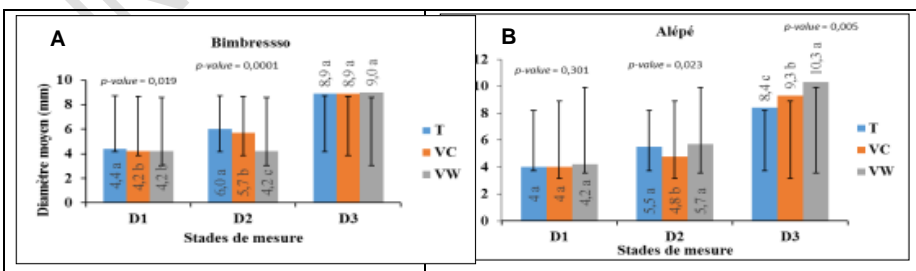 A
Bimbressso
p-value = 0,019
p-value = 0,0001
Diamètre moyen (mm)
10
8
6
4
2
0
4,4 a
4,2 b
4,2 b
6,0 a
5,7 b
4,2 c
8,9 a
8,9 a
9,0 a
D1
D2
D3
Stades de mesure
T
VC
VW
B
Alépé
p-value = 0,005
p-value = 0,301
p-value = 0,023
12
10
8
6
4
2
0
4 a
4 a
4,2 a
5,5 a
4,8 b
5,7 a
8,4 c
9,3 b
10,3 a
D1
D2
D3
Stades de mesure
T
VC
VW